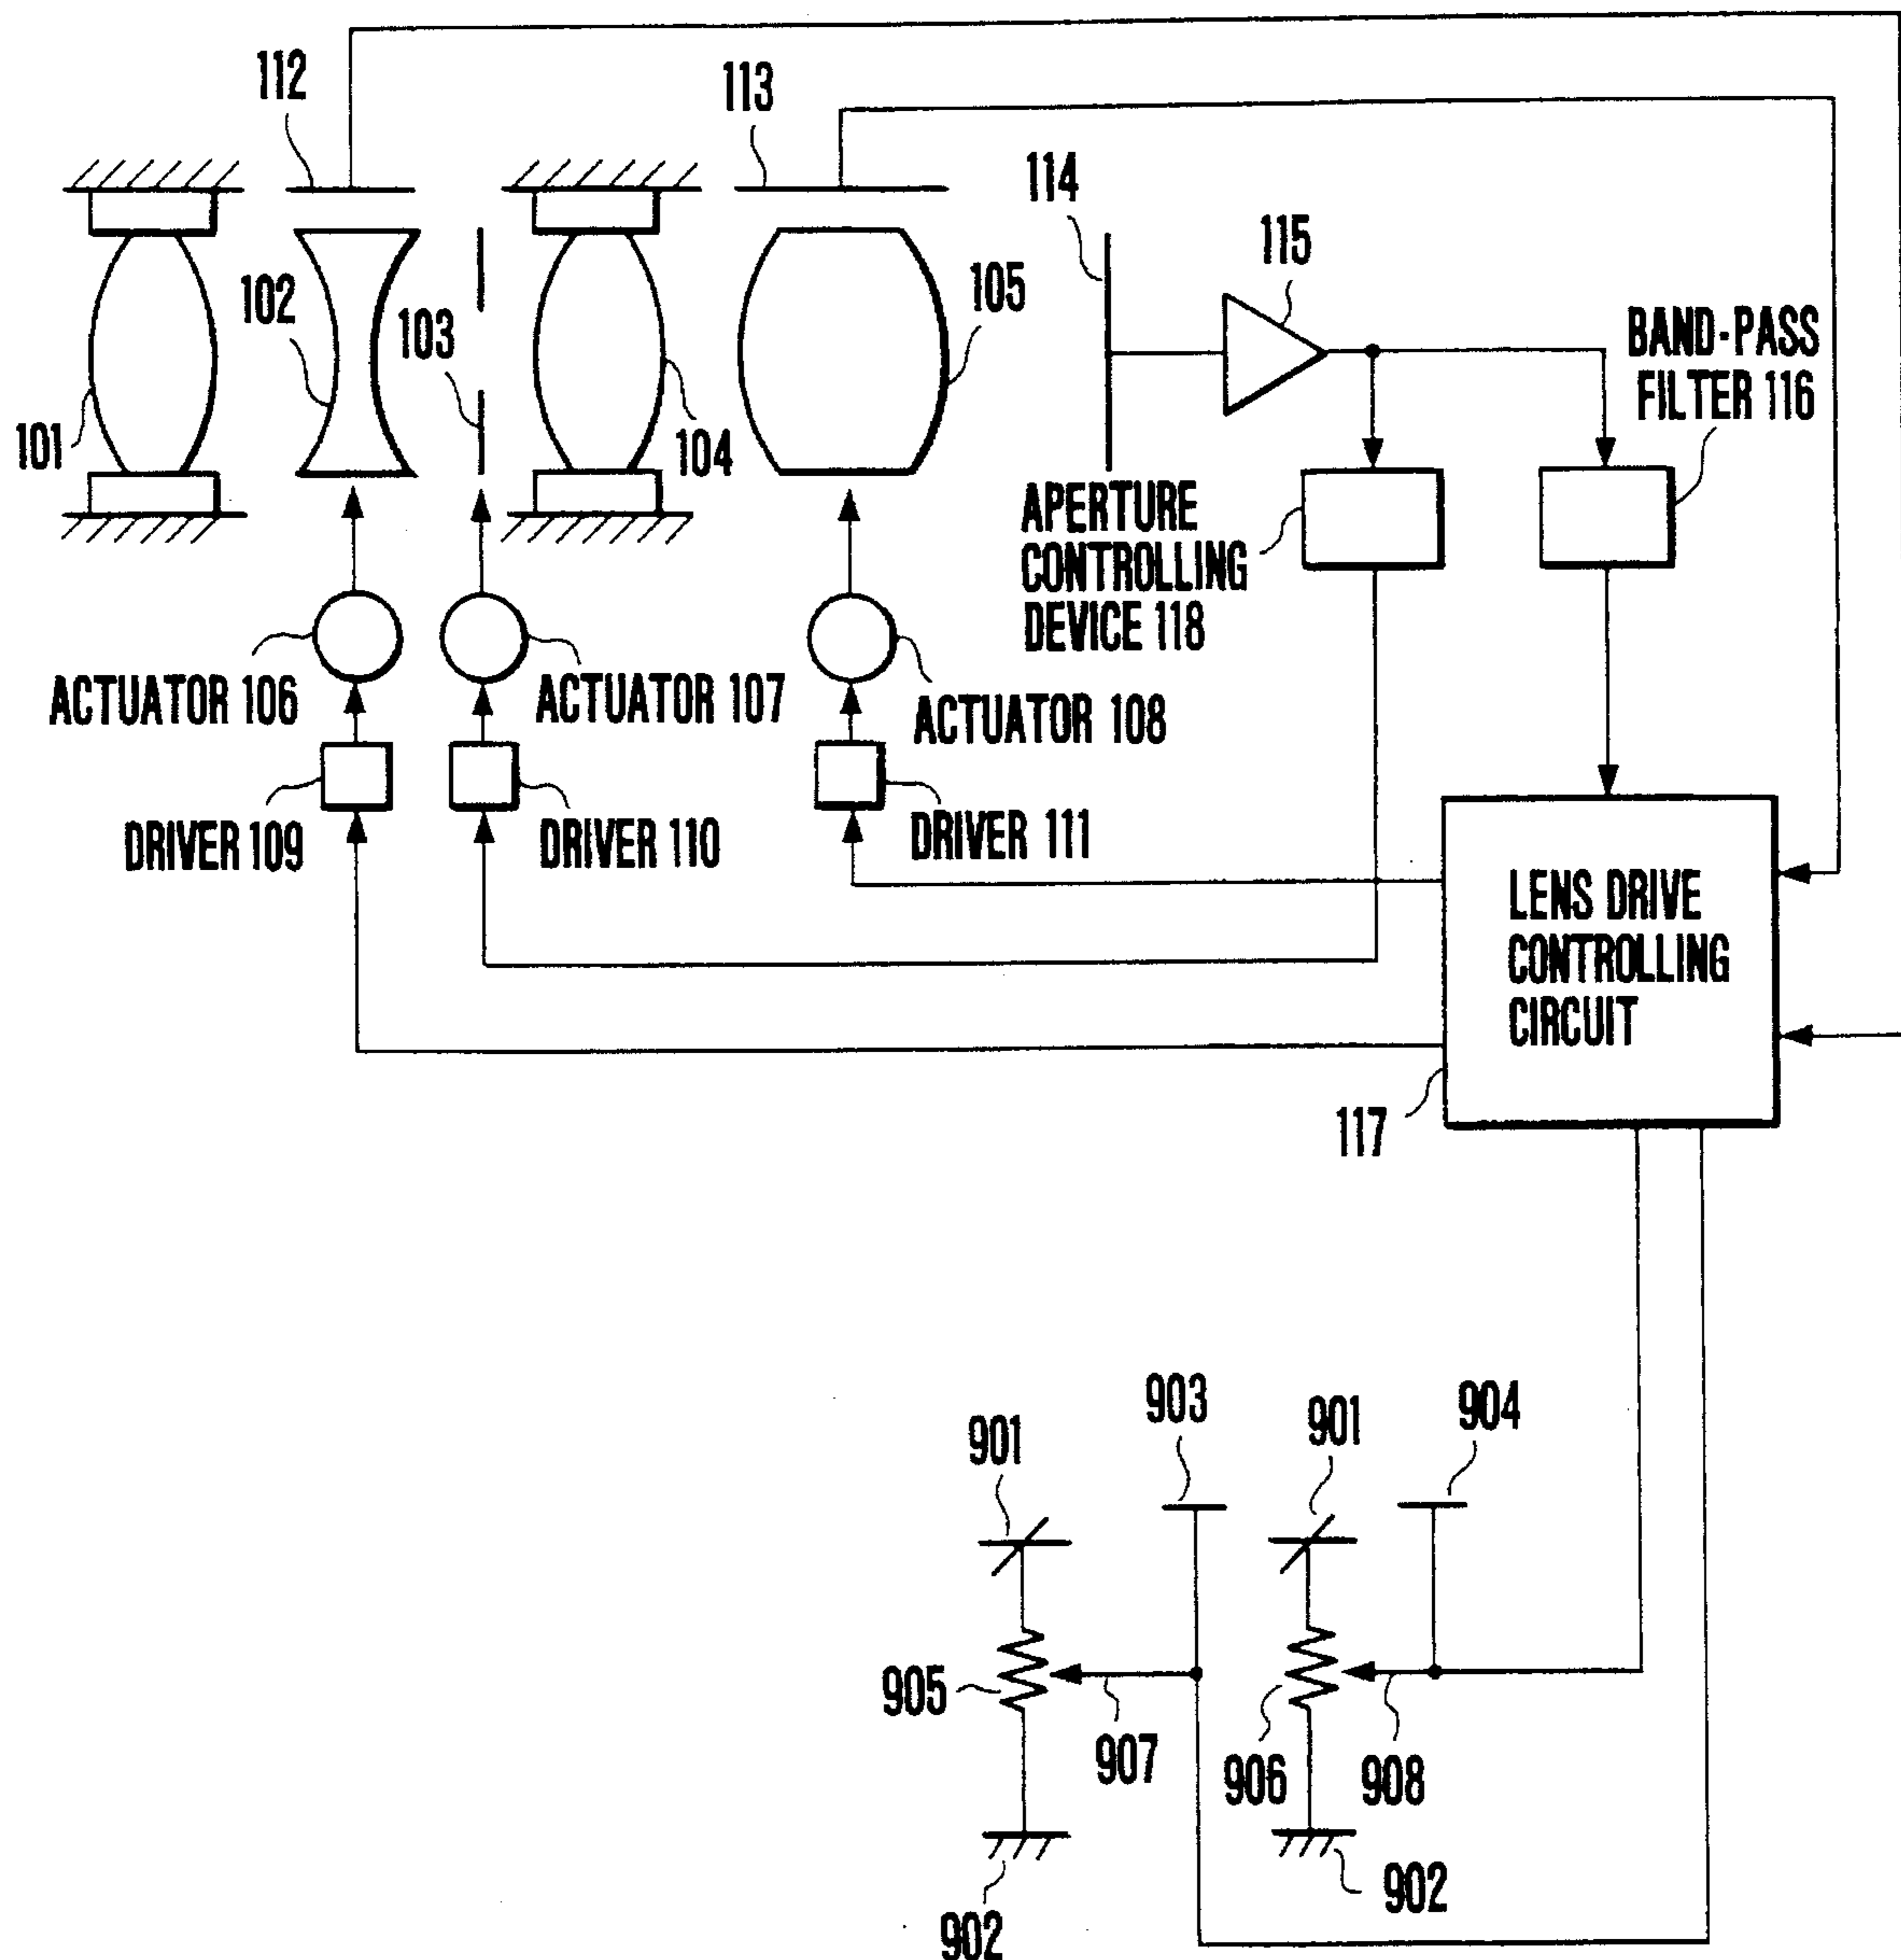 112
113
114
115
102
103
105
BAND-PASS
FILTER 116
101
104
APERTURE
CONTROLLING
DEVICE 118
ACTUATOR 106
ACTUATOR 107
ACTUATOR 108
DRIVER 109
DRIVER 110
DRIVER 111
LENS DRIVE
CONTROLLING
CIRCUIT
117
901
903
901
904
905
907
906
908
902
902